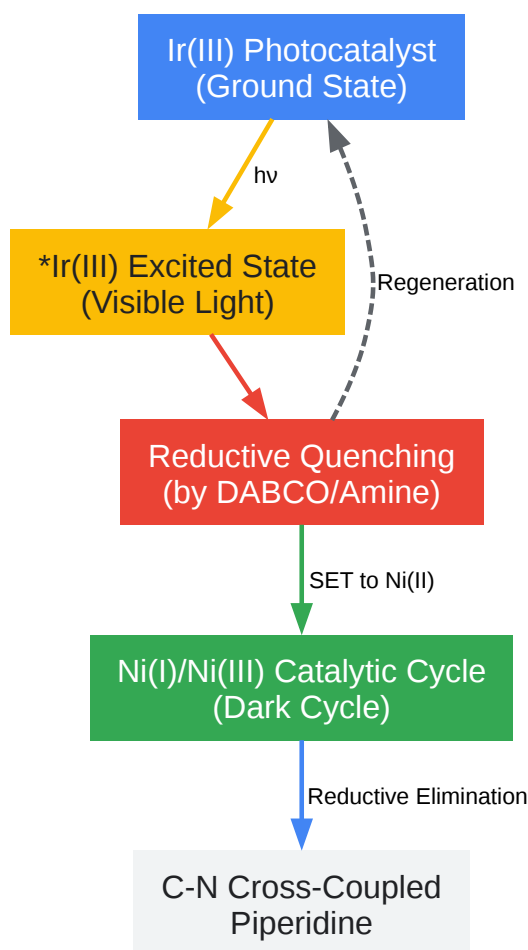 Ir(III) Photocatalyst
(Ground State)
hν
*Ir(III) Excited State
(Visible Light)
Regeneration
Reductive Quenching
(by DABCO/Amine)
SET to Ni(II)
Ni(I)/Ni(III) Catalytic Cycle
(Dark Cycle)
Reductive Elimination
C-N Cross-Coupled
Piperidine